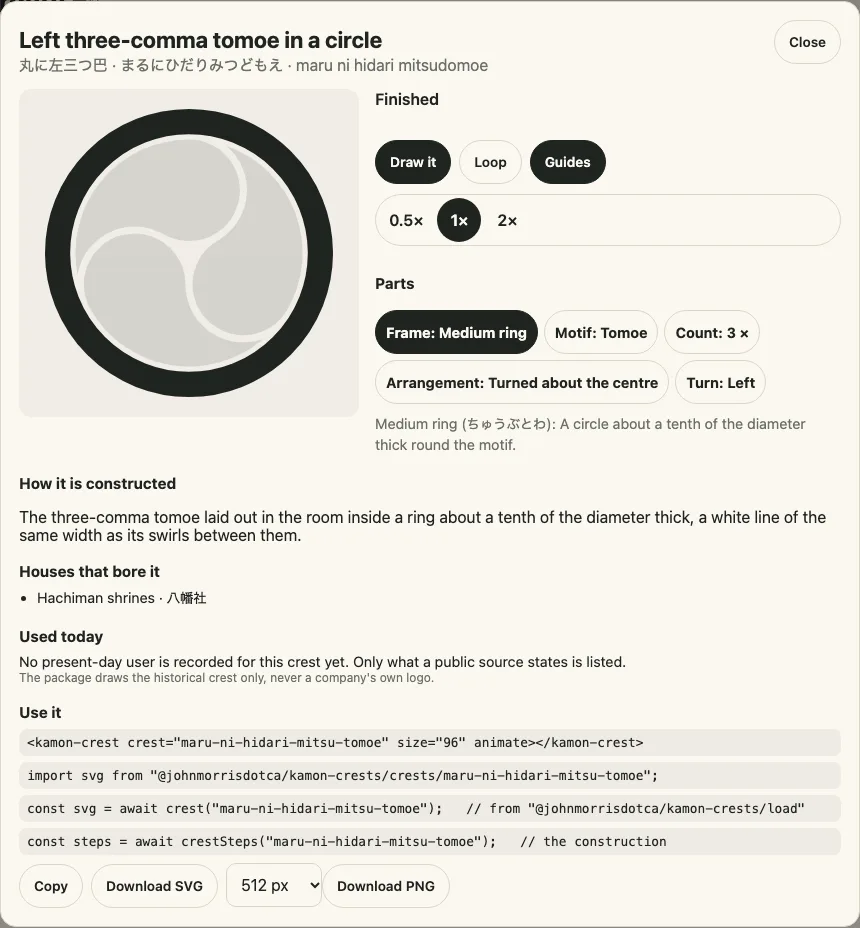 Left three-comma tomoe in a circle
Close
丸に左三つ巴 · まるにひだりみつどもえ · maru ni hidari mitsudomoe
Finished
Draw it
Loop
Guides
0.5×
1×
2×
Parts
Frame: Medium ring
Motif: Tomoe
Count: 3 ×
Arrangement: Turned about the centre
Turn: Left
Medium ring (ちゅうぶとわ): A circle about a tenth of the diameter
thick round the motif.
How it is constructed
The three-comma tomoe laid out in the room inside a ring about a tenth of the diameter thick, a white line of the
same width as its swirls between them.
Houses that bore it
• Hachiman shrines · 八幡社
Used today
No present-day user is recorded for this crest yet. Only what a public source states is listed.
The package draws the historical crest only, never a company's own logo.
Use it
<kamon-crest crest="maru-ni-hidari-mitsu-tomoe" size="96" animate></kamon-crest>
import svg from "@johnmorrisdotca/kamon-crests/crests/maru-ni-hidari-mitsu-tomoe";
const svg = await crest("maru-ni-hidari-mitsu-tomoe");   // from "@johnmorrisdotca/kamon-crests/load"
const steps = await crestSteps("maru-ni-hidari-mitsu-tomoe");   // the construction
Copy
Download SVG
512 px
Download PNG